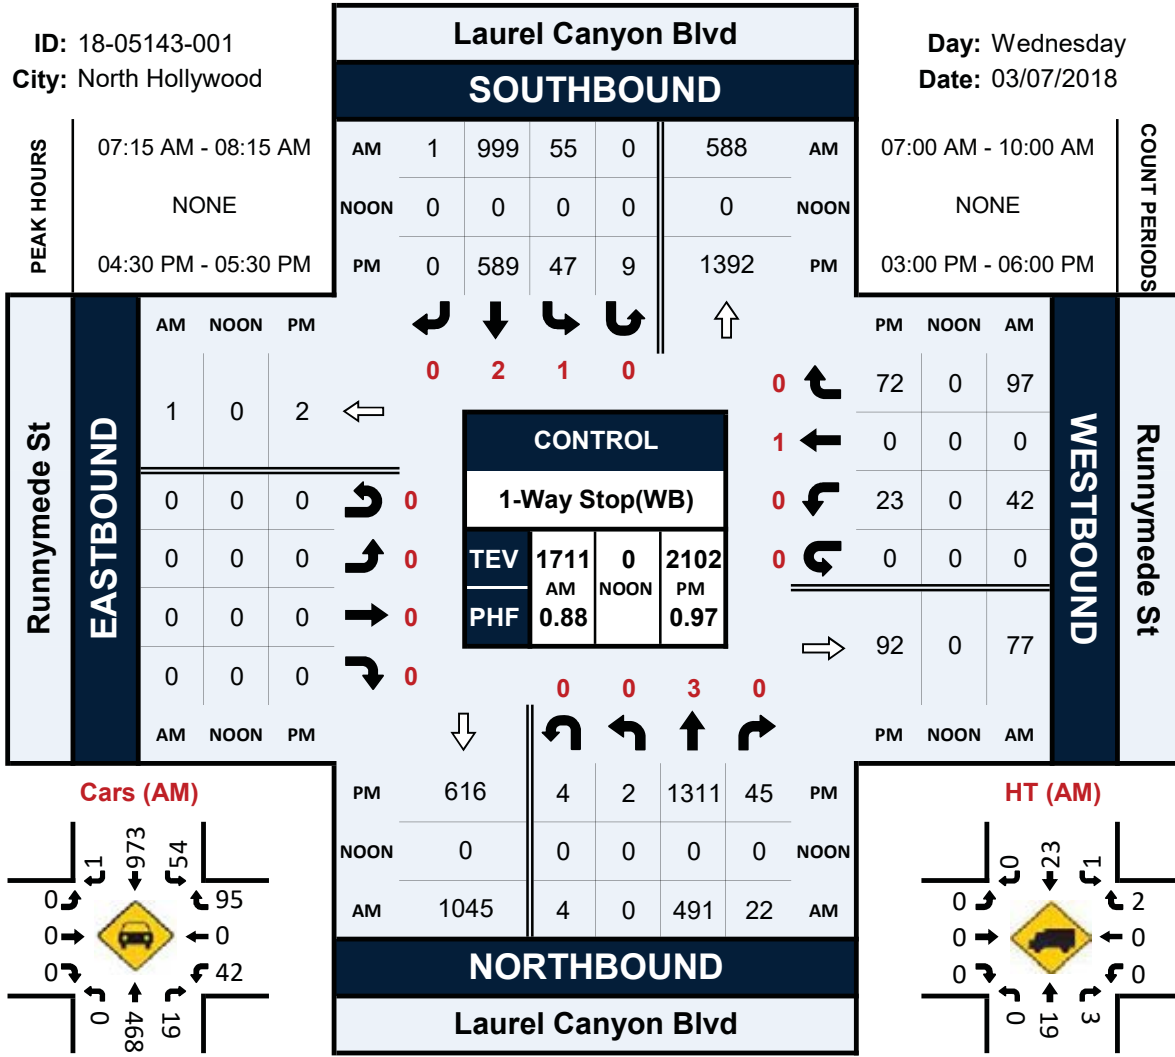 ID: 18-05143-001
City: North Hollywood
Laurel Canyon Blvd
SOUTHBOUND
Day: Wednesday
Date: 03/07/2018
PEAK HOURS
07:15 AM - 08:15 AM
NONE
04:30 PM - 05:30 PM
AM 1 999 55 0 588 AM
NOON 0 0 0 0 0 NOON
PM 0 589 47 9 1392 PM
07:00 AM - 10:00 AM
NONE
03:00 PM - 06:00 PM
COUNT PERIODS
0 2 1 0
Runnymede St
EASTBOUND
AM NOON PM
1 0 2
0 0 0 0
0 0 0 0
0 0 0 0
0 0 0 0
AM NOON PM
CONTROL
1-Way Stop(WB)
TEV 1711 0 2102
AM NOON PM
PHF 0.88 0.97
PM NOON AM
0 72 0 97
1 0 0 0
0 23 0 42
0 0 0 0
92 0 77
PM NOON AM
WESTBOUND
Runnymede St
0 0 3 0
PM 616 4 2 1311 45 PM
NOON 0 0 0 0 0 NOON
AM 1045 4 0 491 22 AM
NORTHBOUND
Laurel Canyon Blvd
Cars (AM)
1 973 54
0 95
0 0
0 42
0 468 19
HT (AM)
0 23 1
0 2
0 0
0 0
0 19 3